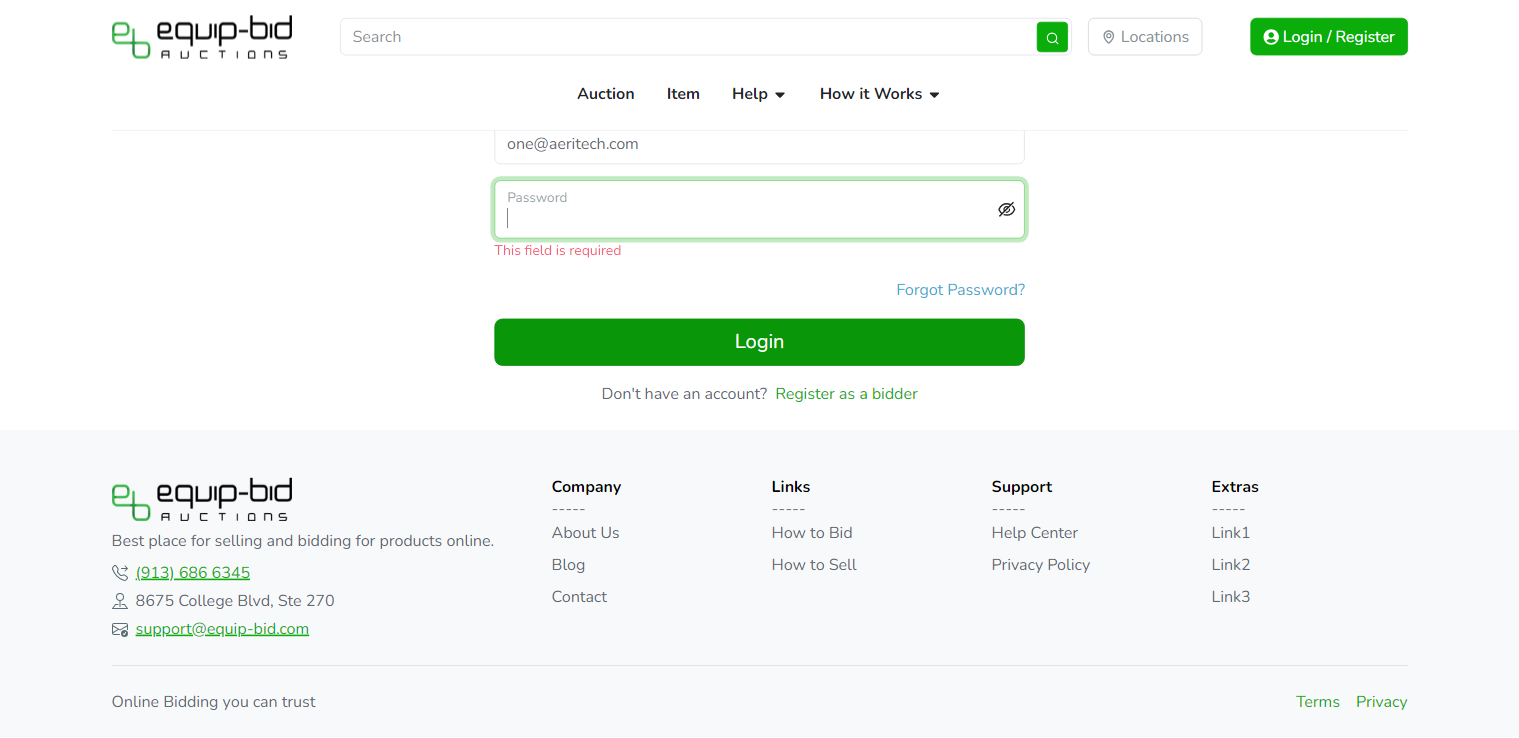 equip-bid
AUCTIONS
Search
Locations
Login / Register
Auction
Item
Help
How it Works
one@aeritech.com
Password
This field is required
Forgot Password?
Login
Don't have an account? Register as a bidder
equip-bid
AUCTIONS
Best place for selling and bidding for products online.
(913) 686 6345
8675 College Blvd, Ste 270
support@equip-bid.com
Company
-----
About Us
Blog
Contact
Links
-----
How to Bid
How to Sell
Support
-----
Help Center
Privacy Policy
Extras
-----
Link1
Link2
Link3
Online Bidding you can trust
Terms
Privacy